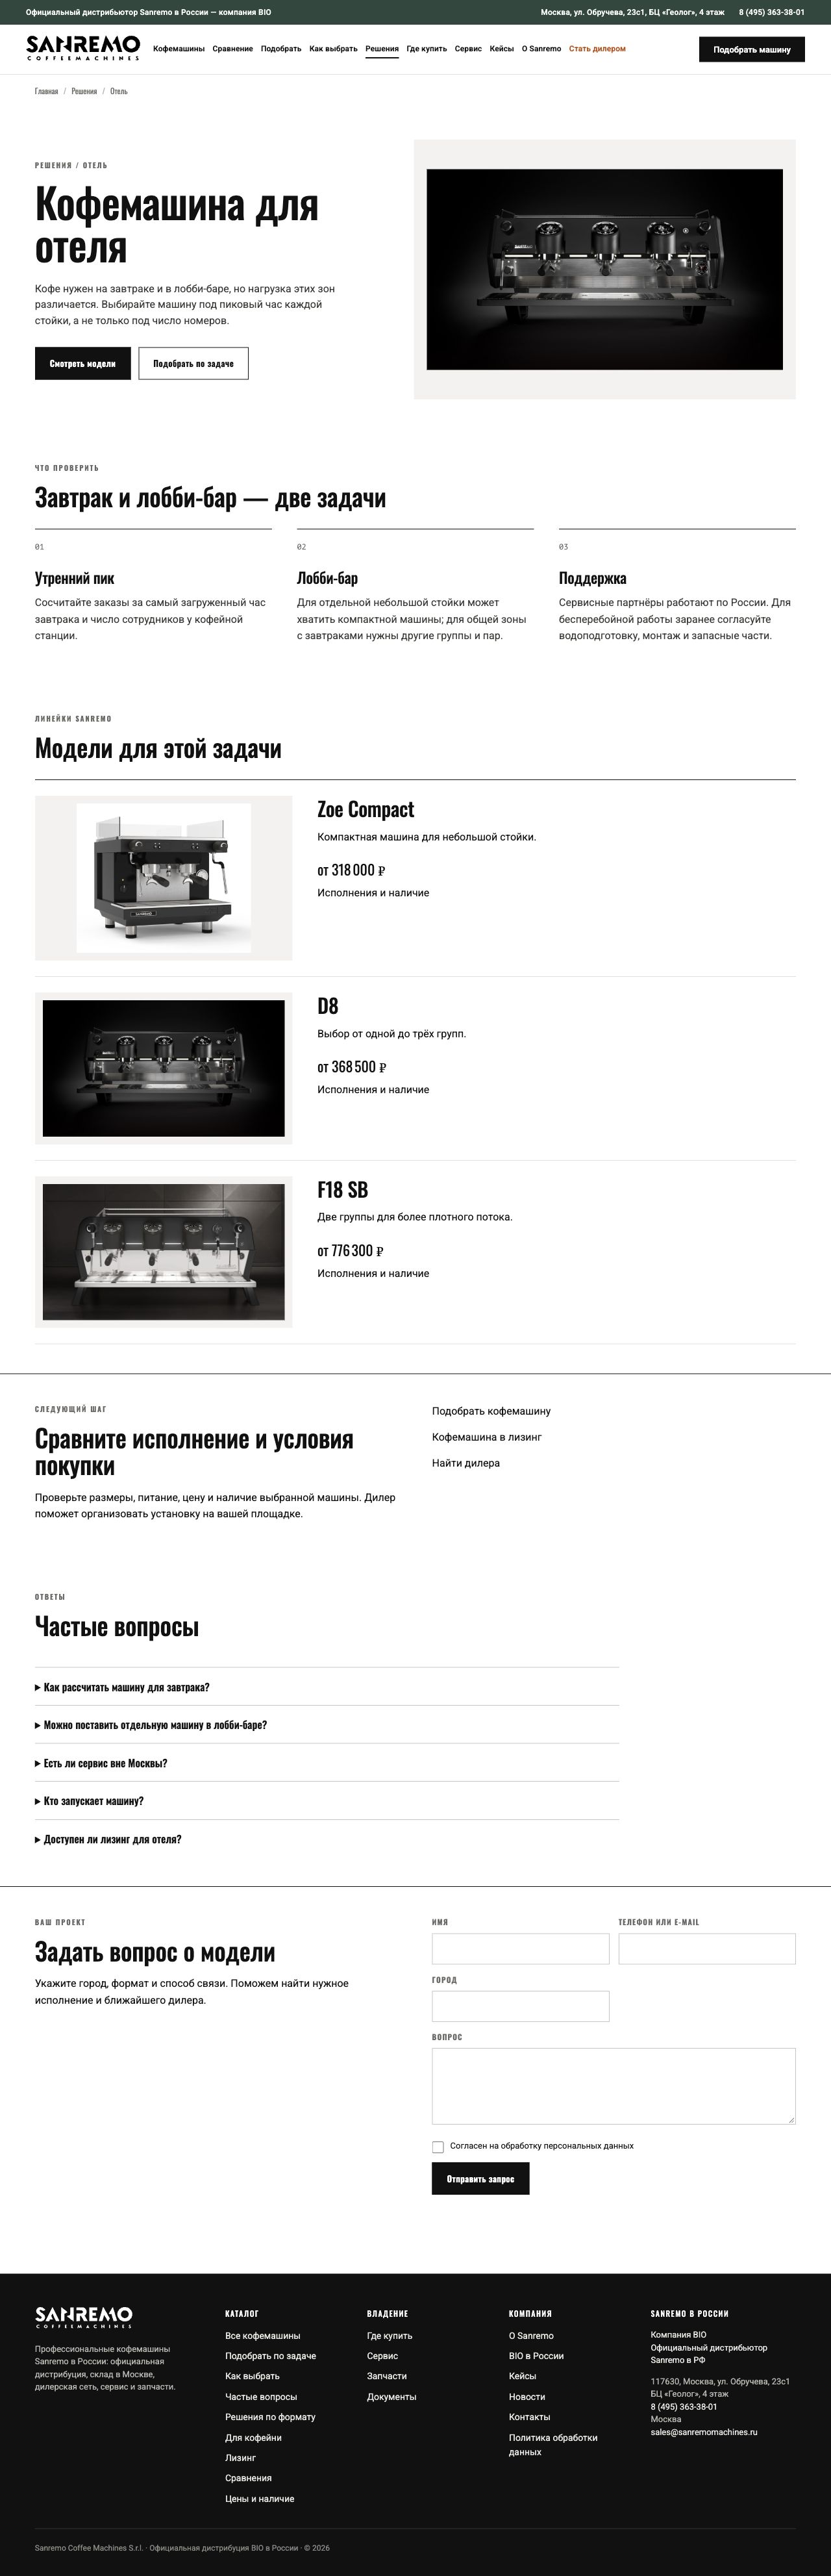 Официальный дистрибьютор Sanremo в России — компания BIO
Москва, ул. Обручева, 23с1, БЦ «Геолог», 4 этаж
8 (495) 363-38-01
SANREMO
COFFEEMACHINES
Кофемашины
Сравнение
Подобрать
Как выбрать
Решения
Где купить
Сервис
Кейсы
О Sanremo
Стать дилером
Подобрать машину
Главная / Решения / Отель
РЕШЕНИЯ / ОТЕЛЬ
Кофемашина для
отеля
Кофе нужен на завтраке и в лобби-баре, но нагрузка этих зон
различается. Выбирайте машину под пиковый час каждой
стойки, а не только под число номеров.
Смотреть модели
Подобрать по задаче
ЧТО ПРОВЕРИТЬ
Завтрак и лобби-бар — две задачи
01
Утренний пик
Сосчитайте заказы за самый загруженный час
завтрака и число сотрудников у кофейной
станции.
02
Лобби-бар
Для отдельной небольшой стойки может
хватить компактной машины; для общей зоны
с завтраками нужны другие группы и пар.
03
Поддержка
Сервисные партнёры работают по России. Для
бесперебойной работы заранее согласуйте
водоподготовку, монтаж и запасные части.
ЛИНЕЙКИ SANREMO
Модели для этой задачи
Zoe Compact
Компактная машина для небольшой стойки.
от 318 000 ₽
Исполнения и наличие
D8
Выбор от одной до трёх групп.
от 368 500 ₽
Исполнения и наличие
F18 SB
Две группы для более плотного потока.
от 776 300 ₽
Исполнения и наличие
СЛЕДУЮЩИЙ ШАГ
Сравните исполнение и условия
покупки
Проверьте размеры, питание, цену и наличие выбранной машины. Дилер
поможет организовать установку на вашей площадке.
Подобрать кофемашину
Кофемашина в лизинг
Найти дилера
ОТВЕТЫ
Частые вопросы
Как рассчитать машину для завтрака?
Можно поставить отдельную машину в лобби-баре?
Есть ли сервис вне Москвы?
Кто запускает машину?
Доступен ли лизинг для отеля?
ВАШ ПРОЕКТ
Задать вопрос о модели
Укажите город, формат и способ связи. Поможем найти нужное
исполнение и ближайшего дилера.
ИМЯ
ТЕЛЕФОН ИЛИ E-MAIL
ГОРОД
ВОПРОС
Согласен на обработку персональных данных
Отправить запрос
SANREMO
COFFEEMACHINES
Профессиональные кофемашины
Sanremo в России: официальная
дистрибуция, склад в Москве,
дилерская сеть, сервис и запчасти.
КАТАЛОГ
Все кофемашины
Подобрать по задаче
Как выбрать
Частые вопросы
Решения по формату
Для кофейни
Лизинг
Сравнения
Цены и наличие
ВЛАДЕНИЕ
Где купить
Сервис
Запчасти
Документы
КОМПАНИЯ
О Sanremo
BIO в России
Кейсы
Новости
Контакты
Политика обработки
данных
SANREMO В РОССИИ
Компания BIO
Официальный дистрибьютор
Sanremo в РФ
117630, Москва, ул. Обручева, 23с1
БЦ «Геолог», 4 этаж
8 (495) 363-38-01
Москва
sales@sanremomachines.ru
Sanremo Coffee Machines S.r.l. · Официальная дистрибуция BIO в России · © 2026